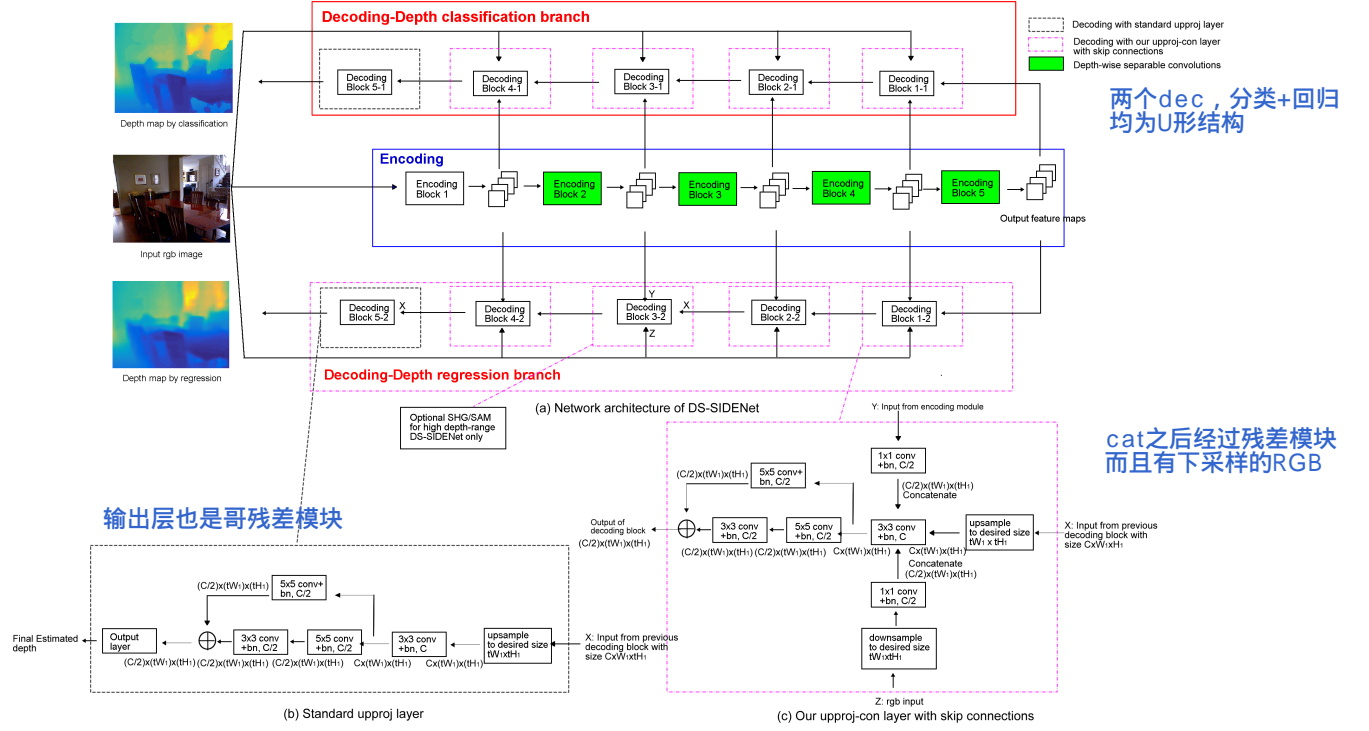 Decoding-Depth classification branch
Decoding with standard upproj layer
Decoding with our upproj-con layer
with skip connections
Depth-wise separable convolutions
Decoding
Block 5-1
Decoding
Block 4-1
Decoding
Block 3-1
Decoding
Block 2-1
Decoding
Block 1-1
Depth map by classification
两个dec，分类+回归
均为U形结构
Encoding
Encoding
Block 1
Encoding
Block 2
Encoding
Block 3
Encoding
Block 4
Encoding
Block 5
Output feature maps
Input rgb image
Decoding
Block 5-2
X
Decoding
Block 4-2
Y
Decoding
Block 3-2
X
Z
Decoding
Block 2-2
Decoding
Block 1-2
Depth map by regression
Decoding-Depth regression branch
(a) Network architecture of DS-SIDENet
Optional SHG/SAM
for high depth-range
DS-SIDENet only
Y: Input from encoding module
cat之后经过残差模块
而且有下采样的RGB
1x1 conv
+bn, C/2
(C/2)x(tW1)x(tH1)
Concatenate
(C/2)x(tW1)x(tH1)
5x5 conv+
bn, C/2
Output of
decoding block
(C/2)x(tW1)x(tH1)
3x3 conv
+bn, C/2
5x5 conv
+bn, C/2
3x3 conv
+bn, C
upsample
to desired size
tW1 x tH1
X: Input from previous
decoding block with
size CxW1xH1
(C/2)x(tW1)x(tH1)
(C/2)x(tW1)x(tH1)
Cx(tW1)x(tH1)
Cx(tW1)x(tH1)
Concatenate
(C/2)x(tW1)x(tH1)
1x1 conv
+bn, C/2
downsample
to desired size
tW1xtH1
Z: rgb input
(c) Our upproj-con layer with skip connections
输出层也是哥残差模块
(C/2)x(tW1)x(tH1)
5x5 conv+
bn, C/2
Final Estimated
depth
Output
layer
3x3 conv
+bn, C/2
5x5 conv
+bn, C/2
3x3 conv
+bn, C
upsample
to desired size
tW1xtH1
X: Input from previous
decoding block with
size CxW1xtH1
(C/2)x(tW1)x(tH1)
(C/2)x(tW1)x(tH1)
(C/2)x(tW1)x(tH1)
Cx(tW1)x(tH1)
Cx(tW1)x(tH1)
(b) Standard upproj layer